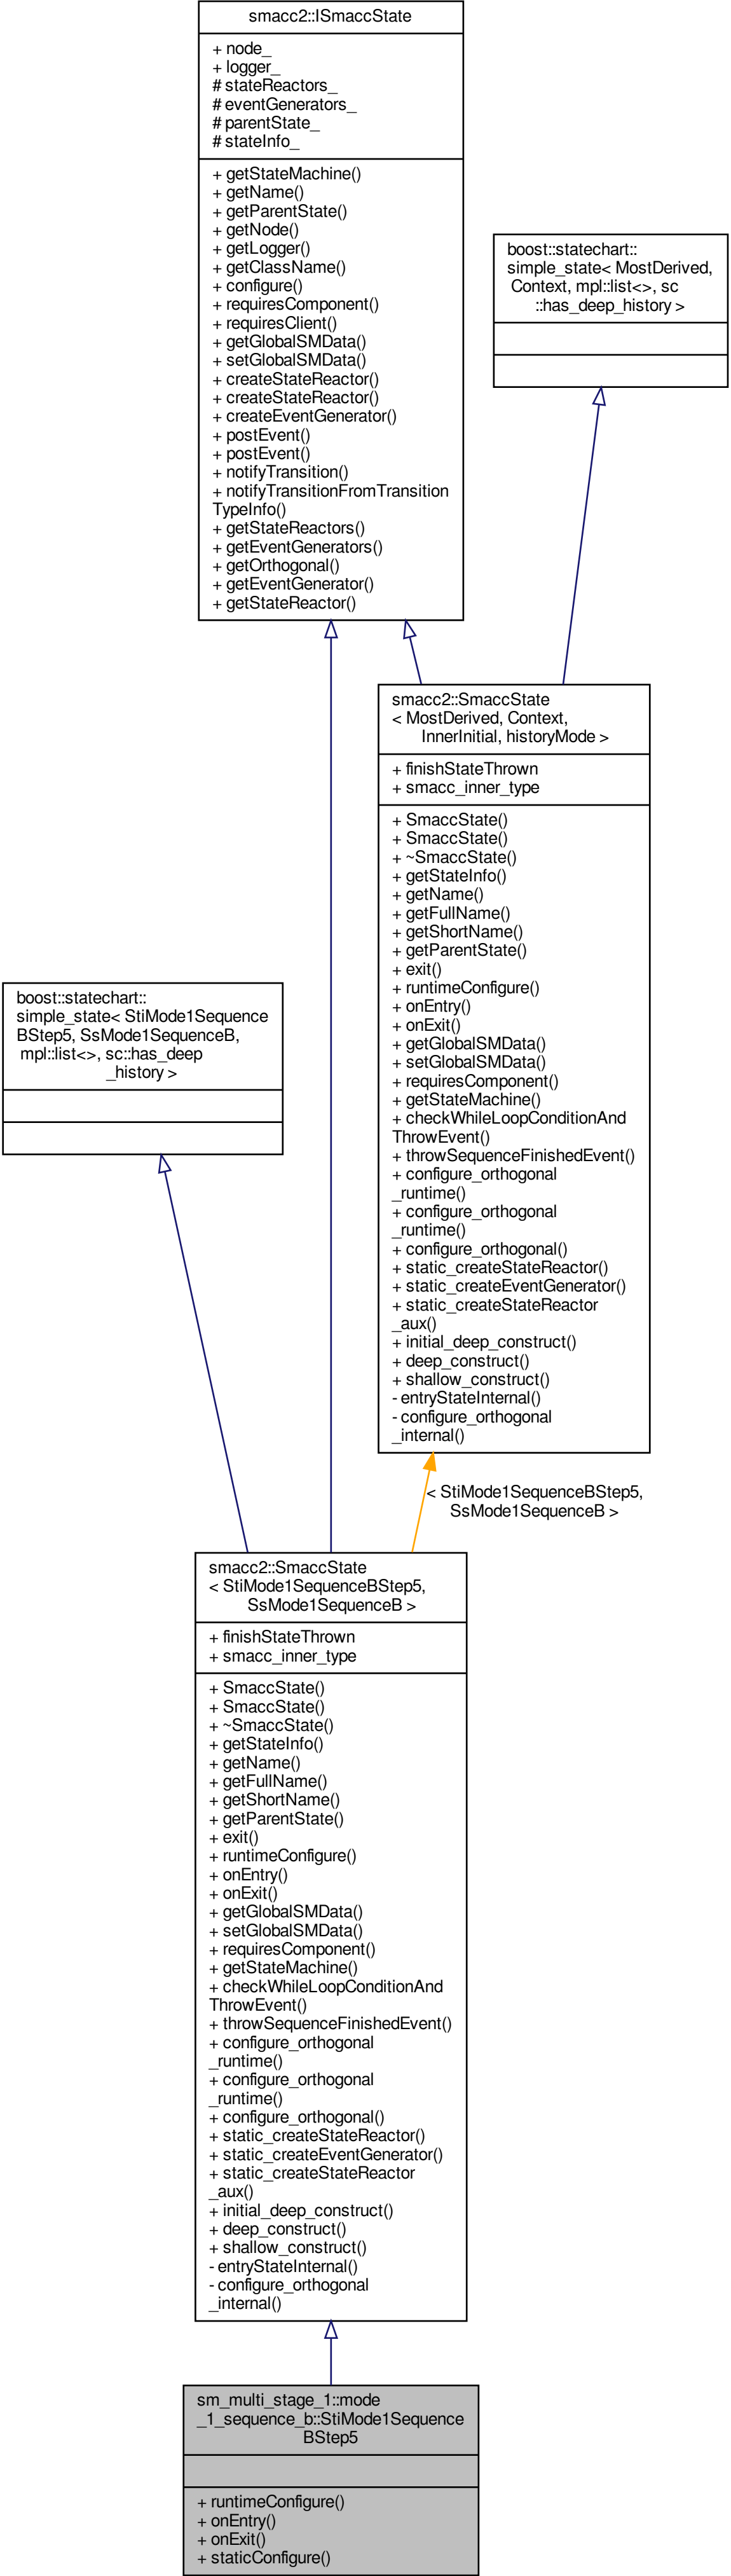 smacc2::ISmaccState
+ node_
+ logger_
# stateReactors_
# eventGenerators_
# parentState_
# stateInfo_
+ getStateMachine()
+ getName()
+ getParentState()
+ getNode()
+ getLogger()
+ getClassName()
+ configure()
+ requiresComponent()
+ requiresClient()
+ getGlobalSMData()
+ setGlobalSMData()
+ createStateReactor()
+ createStateReactor()
+ createEventGenerator()
+ postEvent()
+ postEvent()
+ notifyTransition()
+ notifyTransitionFromTransition
TypeInfo()
+ getStateReactors()
+ getEventGenerators()
+ getOrthogonal()
+ getEventGenerator()
+ getStateReactor()
boost::statechart::
simple_state< MostDerived,
Context, mpl::list<>, sc
::has_deep_history >
smacc2::SmaccState
< MostDerived, Context,
InnerInitial, historyMode >
+ finishStateThrown
+ smacc_inner_type
+ SmaccState()
+ SmaccState()
+ ~SmaccState()
+ getStateInfo()
+ getName()
+ getFullName()
+ getShortName()
+ getParentState()
+ exit()
+ runtimeConfigure()
+ onEntry()
+ onExit()
+ getGlobalSMData()
+ setGlobalSMData()
+ requiresComponent()
+ getStateMachine()
+ checkWhileLoopConditionAnd
ThrowEvent()
+ throwSequenceFinishedEvent()
+ configure_orthogonal
_runtime()
+ configure_orthogonal
_runtime()
+ configure_orthogonal()
+ static_createStateReactor()
+ static_createEventGenerator()
+ static_createStateReactor
_aux()
+ initial_deep_construct()
+ deep_construct()
+ shallow_construct()
- entryStateInternal()
- configure_orthogonal
_internal()
boost::statechart::
simple_state< StiMode1Sequence
BStep5, SsMode1SequenceB,
mpl::list<>, sc::has_deep
_history >
< StiMode1SequenceBStep5,
SsMode1SequenceB >
smacc2::SmaccState
< StiMode1SequenceBStep5,
SsMode1SequenceB >
+ finishStateThrown
+ smacc_inner_type
+ SmaccState()
+ SmaccState()
+ ~SmaccState()
+ getStateInfo()
+ getName()
+ getFullName()
+ getShortName()
+ getParentState()
+ exit()
+ runtimeConfigure()
+ onEntry()
+ onExit()
+ getGlobalSMData()
+ setGlobalSMData()
+ requiresComponent()
+ getStateMachine()
+ checkWhileLoopConditionAnd
ThrowEvent()
+ throwSequenceFinishedEvent()
+ configure_orthogonal
_runtime()
+ configure_orthogonal
_runtime()
+ configure_orthogonal()
+ static_createStateReactor()
+ static_createEventGenerator()
+ static_createStateReactor
_aux()
+ initial_deep_construct()
+ deep_construct()
+ shallow_construct()
- entryStateInternal()
- configure_orthogonal
_internal()
sm_multi_stage_1::mode
_1_sequence_b::StiMode1Sequence
BStep5
+ runtimeConfigure()
+ onEntry()
+ onExit()
+ staticConfigure()